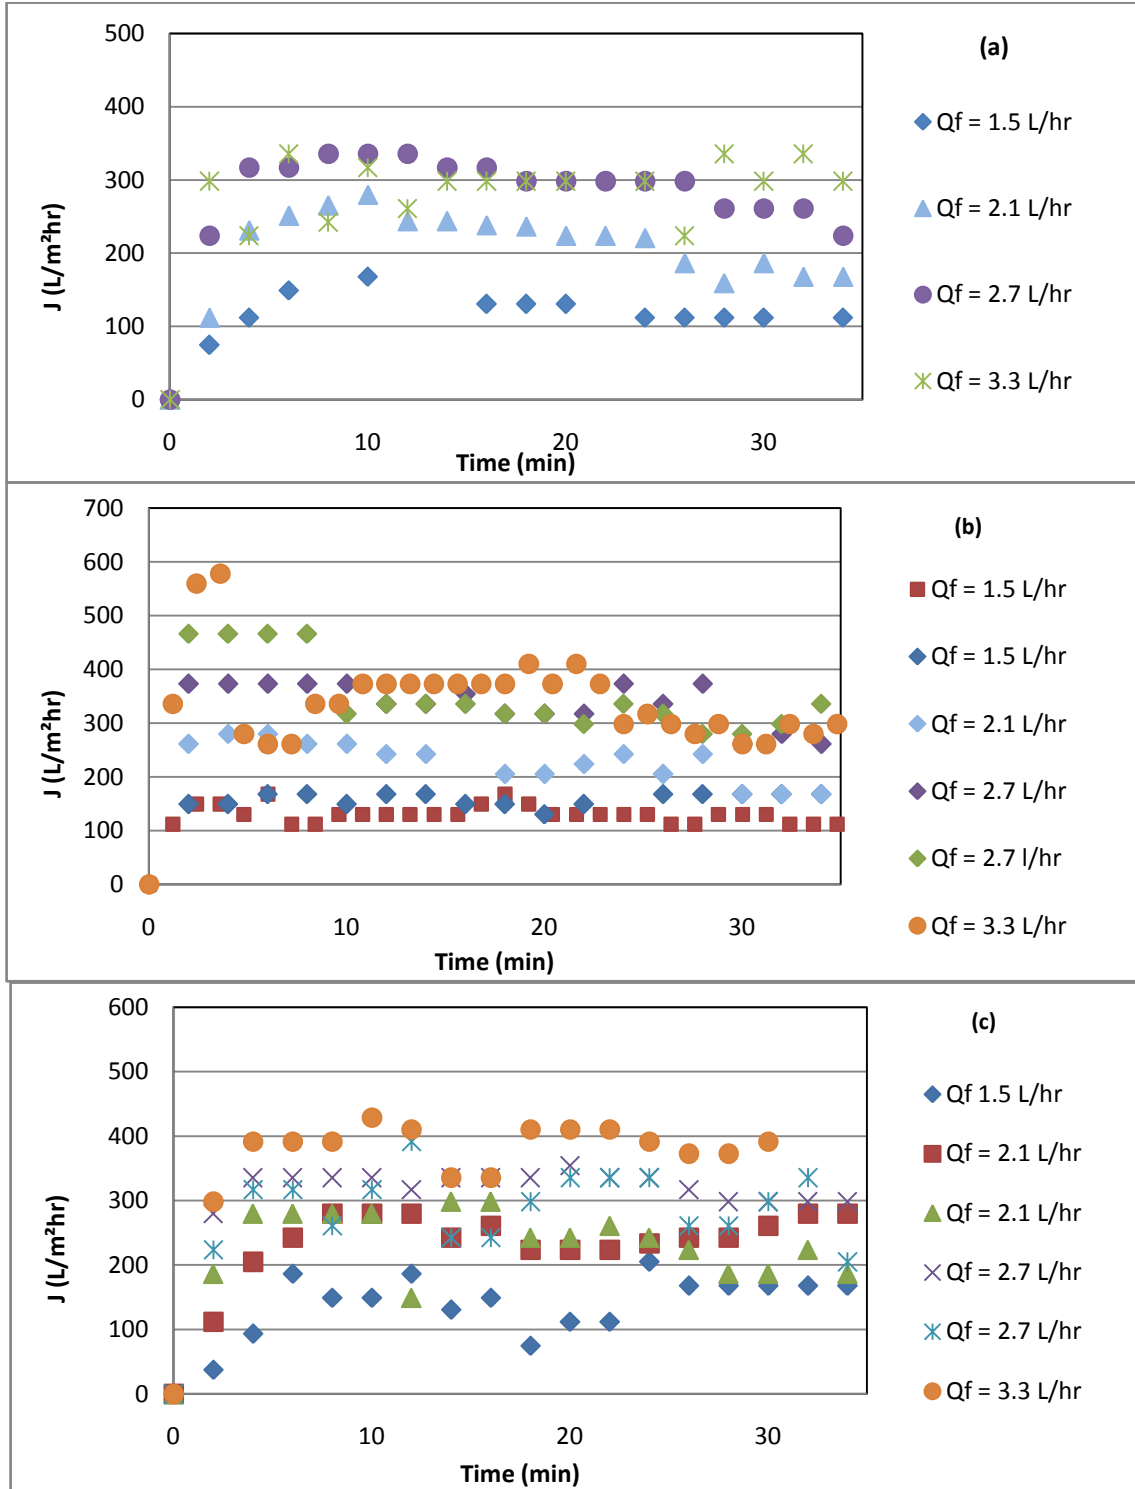 (a)
500
400
300
200
100
0
J (L/m²hr)
0 10 20 30
Time (min)
Qf = 1.5 L/hr
Qf = 2.1 L/hr
Qf = 2.7 L/hr
Qf = 3.3 L/hr
(b)
700
600
500
400
300
200
100
0
J (L/m²hr)
0 10 20 30
Time (min)
Qf = 1.5 L/hr
Qf = 1.5 L/hr
Qf = 2.1 L/hr
Qf = 2.7 L/hr
Qf = 2.7 l/hr
Qf = 3.3 L/hr
(c)
600
500
400
300
200
100
0
J (L/m²hr)
0 10 20 30
Time (min)
Qf 1.5 L/hr
Qf = 2.1 L/hr
Qf = 2.1 L/hr
Qf = 2.7 L/hr
Qf = 2.7 L/hr
Qf = 3.3 L/hr